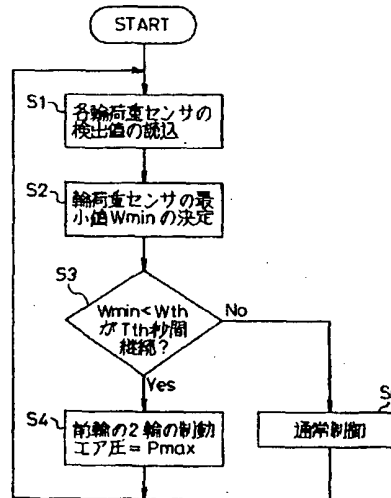 START
S1
各輪荷重センサの
検出値の読込
S2
輪荷重センサの最
小値Wminの決定
S3
Wmin<Wth
がTth秒間
継続?
No
Yes
S4
前輪の2輪の制動
エア圧=Pmax
S
通常制御